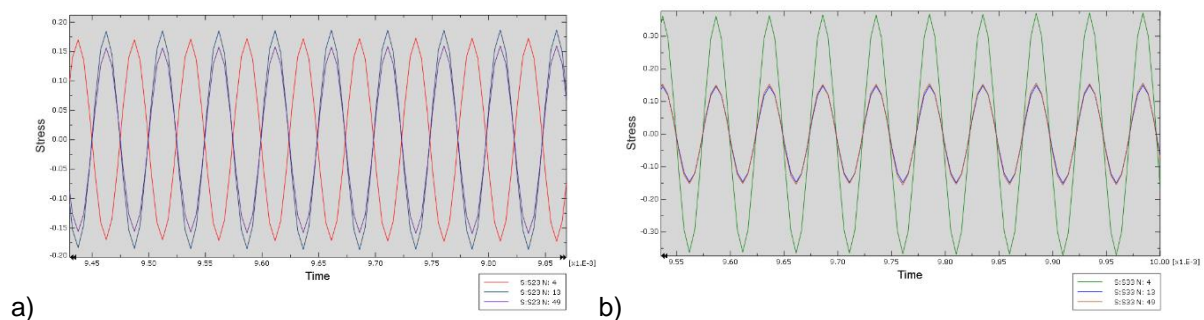 0.20
0.15
0.10
0.05
0.00
-0.05
-0.10
-0.15
-0.20
Stress
9.45 9.50 9.55 9.60 9.65 9.70 9.75 9.80 9.85 [x1.E-3]
Time
S:S23 N: 4
S:S23 N: 13
S:S23 N: 49
a)
0.30
0.20
0.10
0.00
-0.10
-0.20
-0.30
Stress
9.55 9.60 9.65 9.70 9.75 9.80 9.85 9.90 9.95 10.00 [x1.E-3]
Time
S:S33 N: 4
S:S33 N: 13
S:S33 N: 49
b)